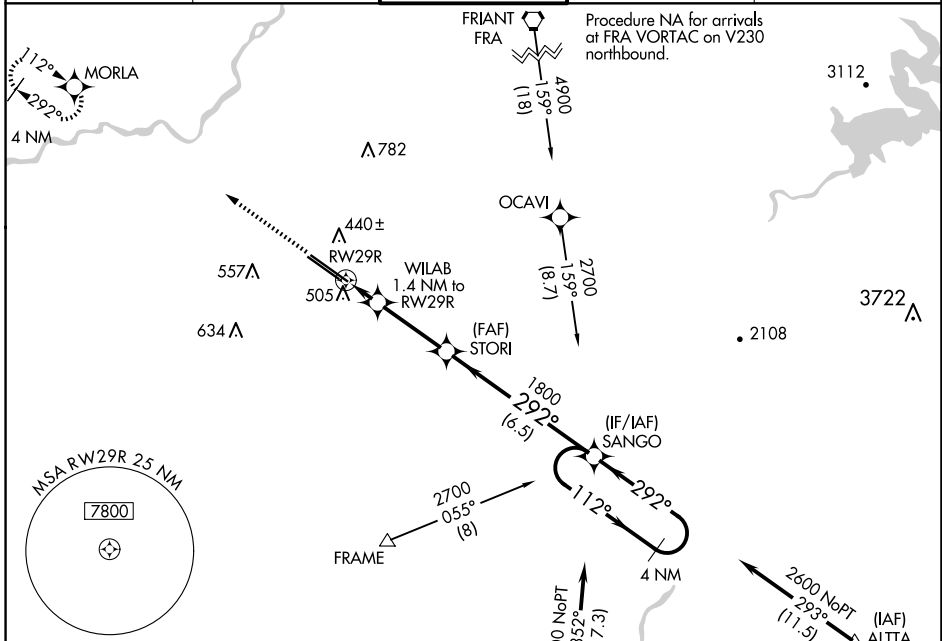 FRIANT
FRA
Procedure NA for arrivals
at FRA VORTAC on V230
northbound.
112°
MORLA
292°
4 NM
3112
4900
159°
(18)
782
OCAVI
440±
RW29R
557
505
WILAB
1.4 NM to
RW29R
2700
159°
(8.7)
3722
634
(FAF)
STORI
2108
1800
292°
(6.5)
(IF/IAF)
SANGO
MSA RW29R 25 NM
7800
292°
112°
2700
055°
(8)
FRAME
4 NM
NoPT
2600 NoPT
293°
(11.5)
(IAF)